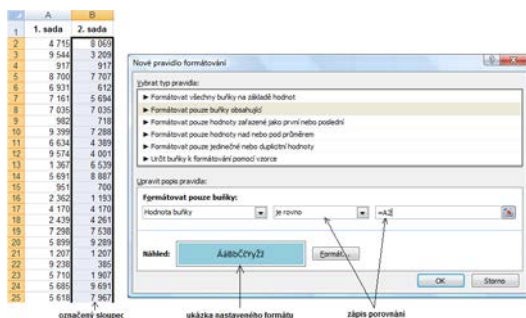 A B
1 1. sada 2. sada
2 4 715 8 069
3 9 544 3 209
4 917 917
5 8 700 7 707
6 6 931 612
7 7 161 5 694
8 7 035 7 035
9 982 718
10 9 399 7 288
11 6 634 4 389
12 9 574 4 001
13 1 367 6 539
14 5 691 8 887
15 951 700
16 2 362 1 193
17 4 170 4 170
18 2 439 4 261
19 7 298 7 538
20 5 899 9 289
21 1 207 1 207
22 9 238 385
23 5 710 1 907
24 5 685 9 691
25 5 618 7 967
označený sloupec
Nové pravidlo formátování
Vybrat typ pravidla:
► Formátovat všechny buňky na základě hodnot
► Formátovat pouze buňky obsahující
► Formátovat pouze hodnoty zařazené jako první nebo poslední
► Formátovat pouze hodnoty nad nebo pod průměrem
► Formátovat pouze jedinečné nebo duplicitní hodnoty
► Určit buňky k formátování pomocí vzorce
Upravit popis pravidla:
Formátovat pouze buňky:
Hodnota buňky je rovno =A2
Náhled: ÁáBbČčYyŽž Formát...
OK Storno
ukázka nastaveného formátu zápis porovnání